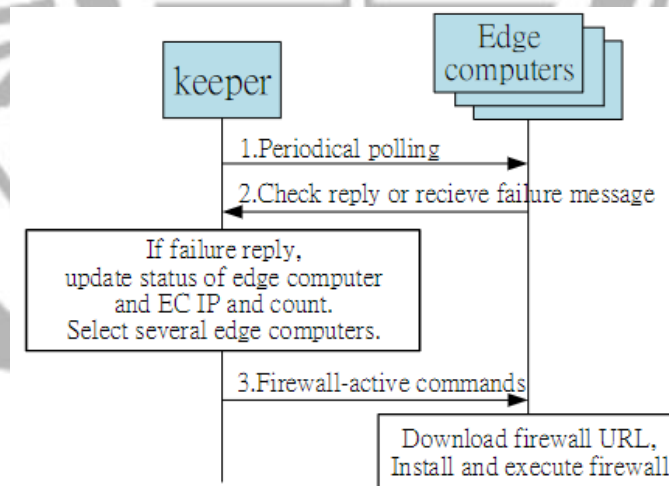 keeper
Edge
computers
1.Periodical polling
2.Check reply or recieve failure message
If failure reply,
update status of edge computer
and EC IP and count.
Select several edge computers.
3.Firewall-active commands
Download firewall URL,
Install and execute firewall